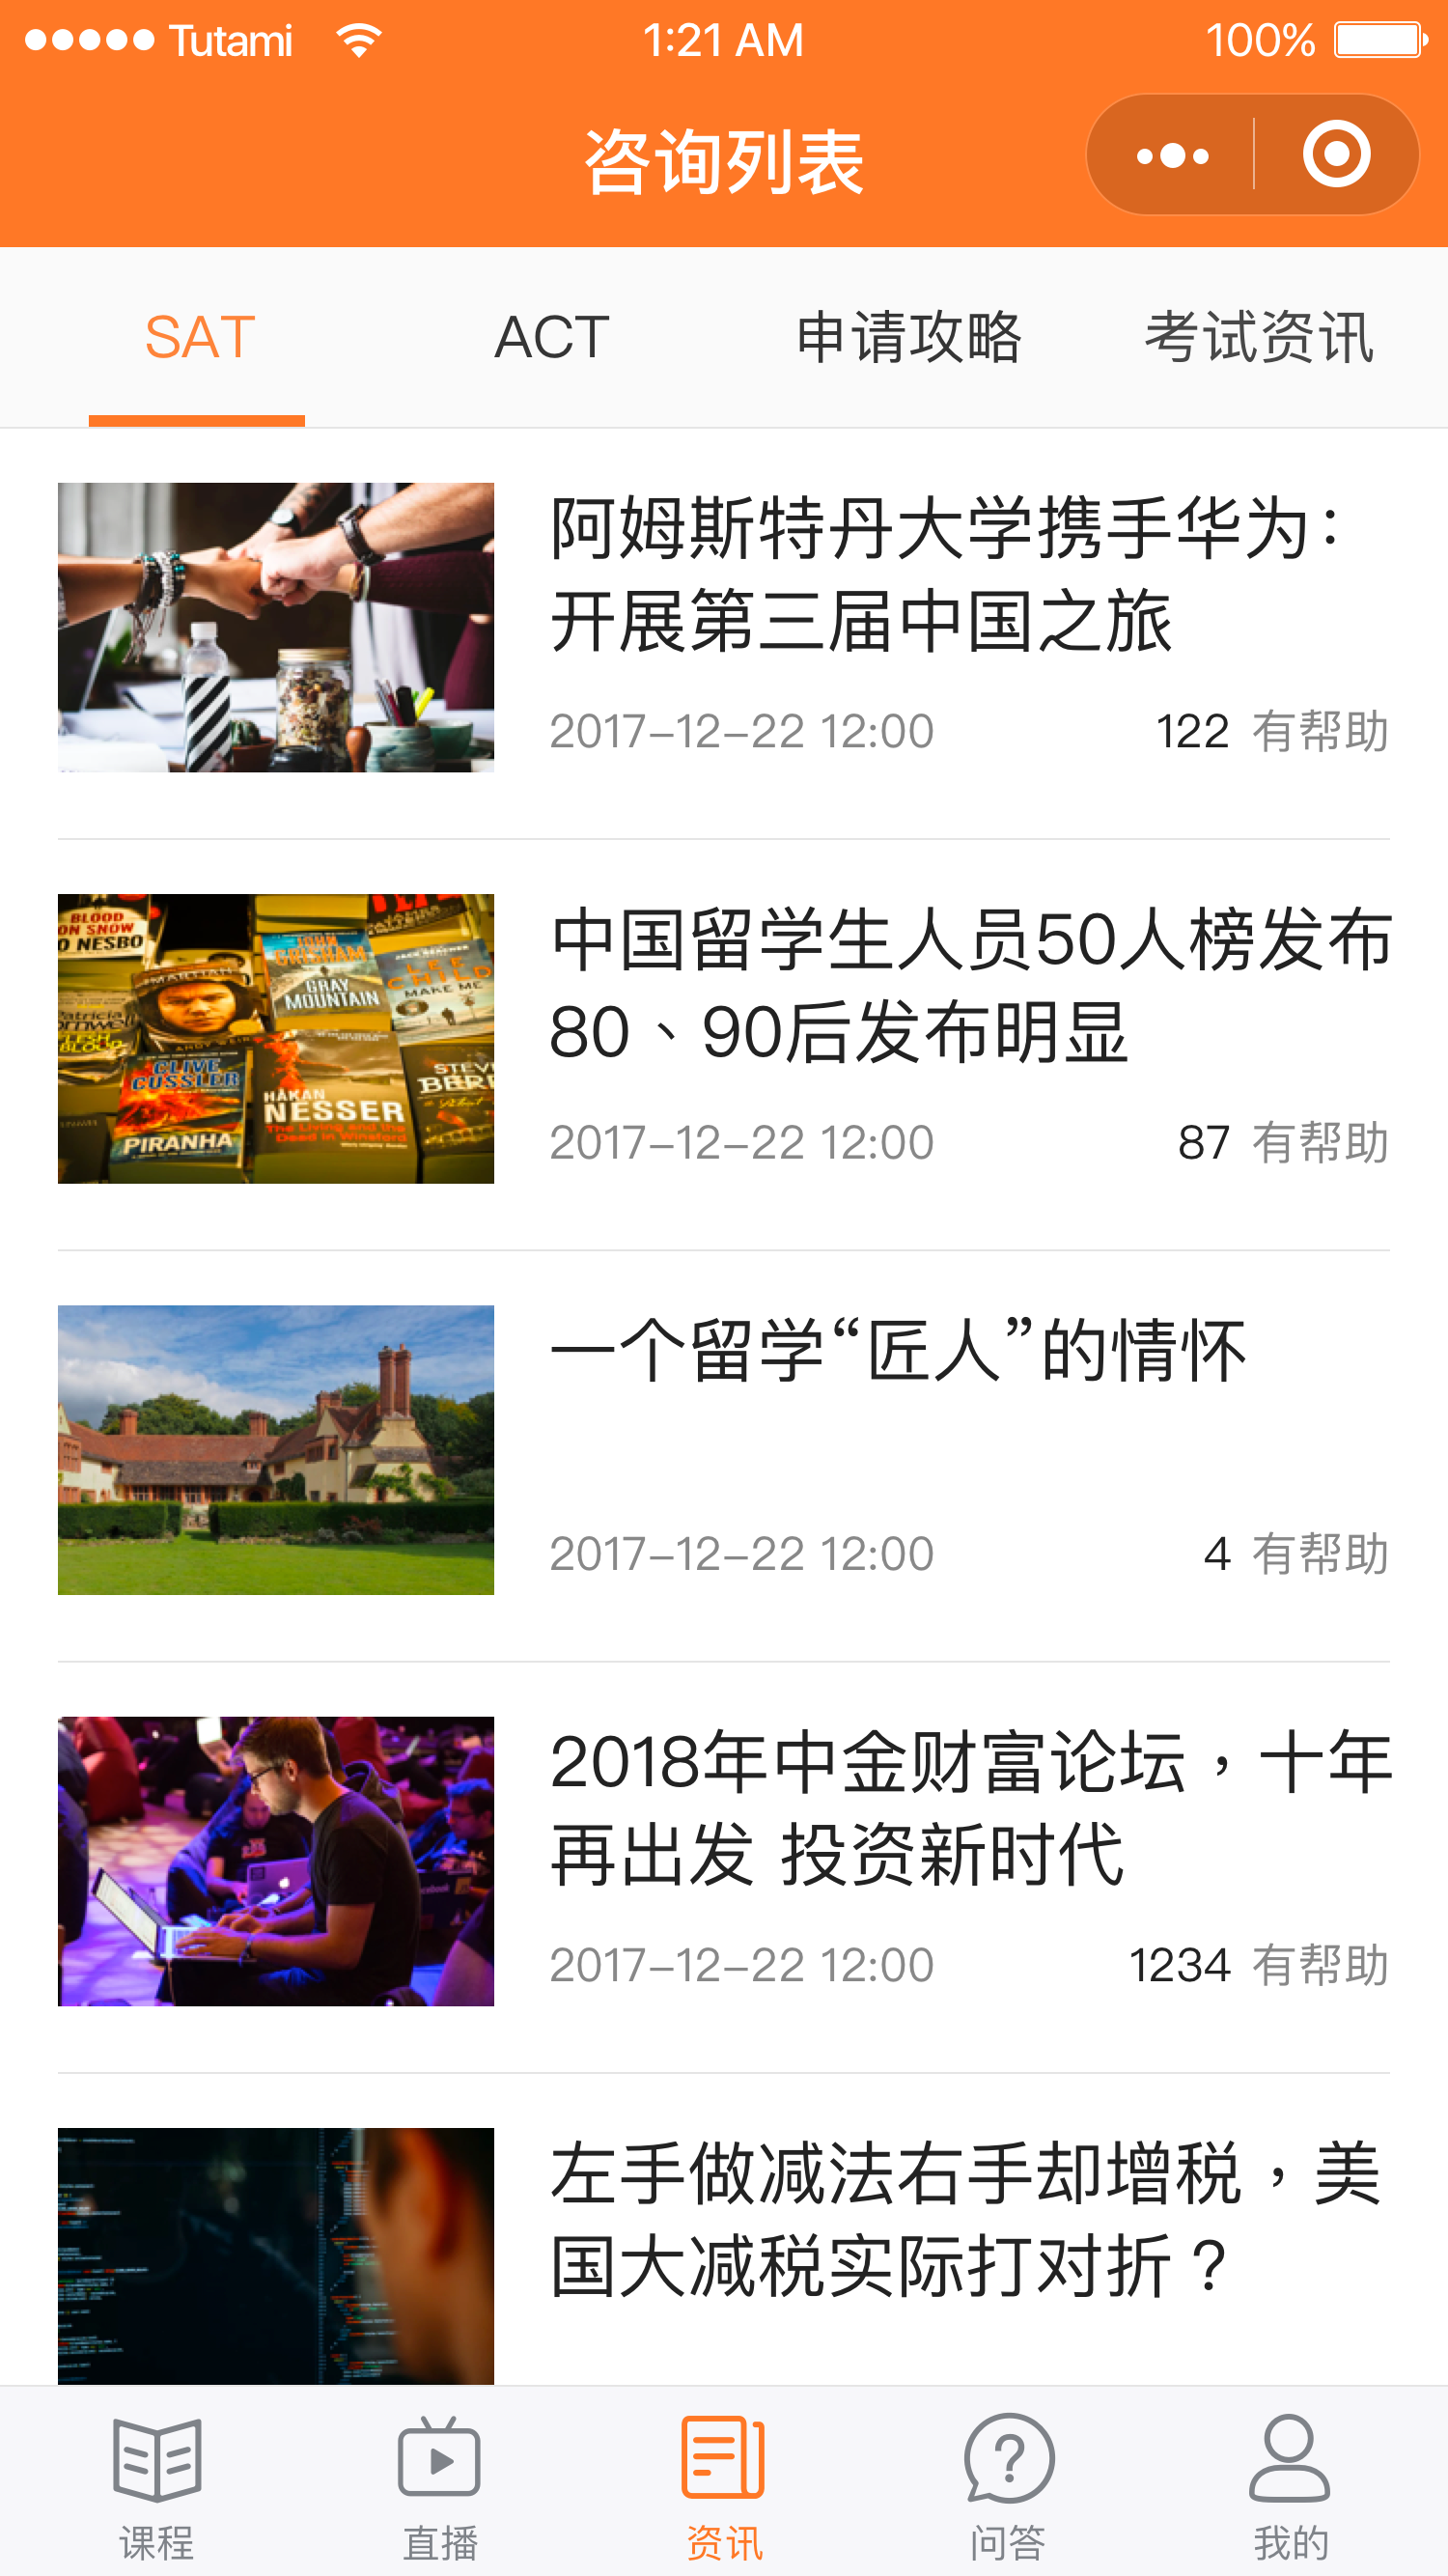 Tutami 1:21 AM 100%
咨询列表
SAT ACT 申请攻略 考试资讯
阿姆斯特丹大学携手华为:
开展第三届中国之旅
2017-12-22 12:00 122 有帮助
BLOOD
ON SNOW
O NESBO
THE MARTIAN
JOHN
GRISHAM
GRAY
MOUNTAIN
LEE
CHILD
MAKE ME
CLIVE
CUSSLER
PIRANHA
HÅKAN
NESSER
The Living and the
Dead in Winsford
中国留学生人员50人榜发布
80、90后发布明显
2017-12-22 12:00 87 有帮助
一个留学“匠人”的情怀
2017-12-22 12:00 4 有帮助
2018年中金财富论坛，十年
再出发 投资新时代
2017-12-22 12:00 1234 有帮助
左手做减法右手却增税，美
国大减税实际打对折？
课程 直播 资讯 问答 我的